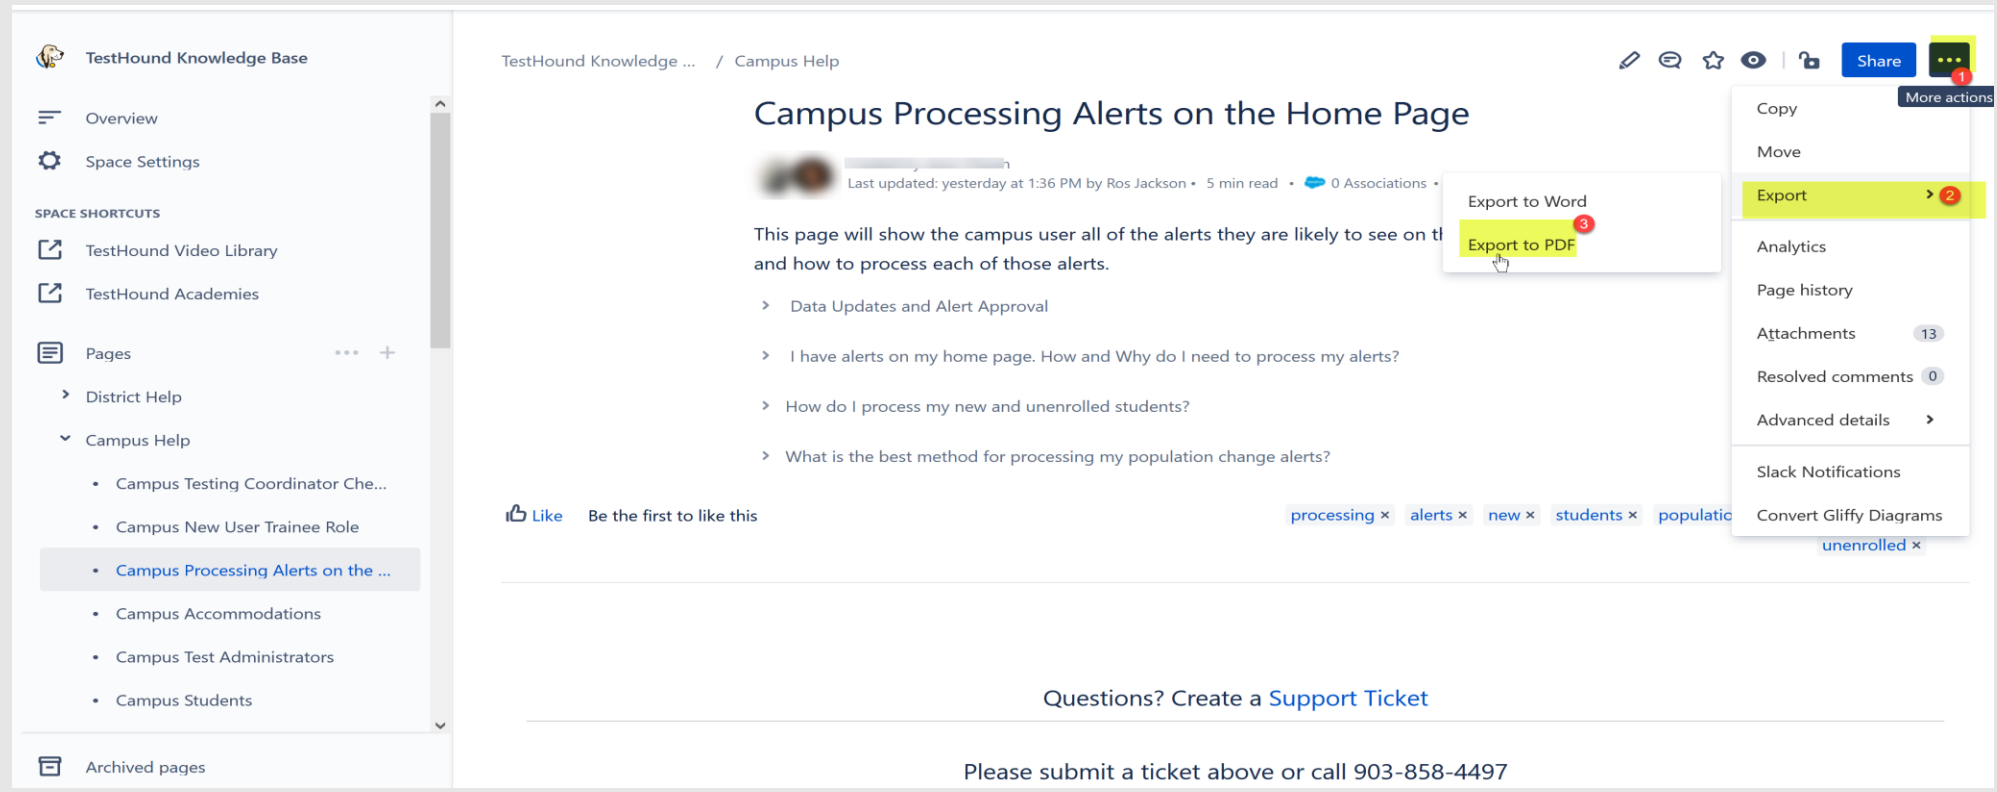 TestHound Knowledge Base
Overview
Space Settings
SPACE SHORTCUTS
TestHound Video Library
TestHound Academies
Pages
District Help
Campus Help
Campus Testing Coordinator Che...
Campus New User Trainee Role
Campus Processing Alerts on the ...
Campus Accommodations
Campus Test Administrators
Campus Students
Archived pages
TestHound Knowledge ... / Campus Help
Share
1
More actions
Campus Processing Alerts on the Home Page
Last updated: yesterday at 1:36 PM by Ros Jackson • 5 min read • 0 Associations •
This page will show the campus user all of the alerts they are likely to see on
and how to process each of those alerts.
Data Updates and Alert Approval
I have alerts on my home page. How and Why do I need to process my alerts?
How do I process my new and unenrolled students?
What is the best method for processing my population change alerts?
Like Be the first to like this
processing × alerts × new × students ×
unenrolled ×
Export to Word
3
Export to PDF
Copy
Move
Export 2
Analytics
Page history
Attachments 13
Resolved comments 0
Advanced details
Slack Notifications
Convert Gliffy Diagrams
Questions? Create a Support Ticket
Please submit a ticket above or call 903-858-4497